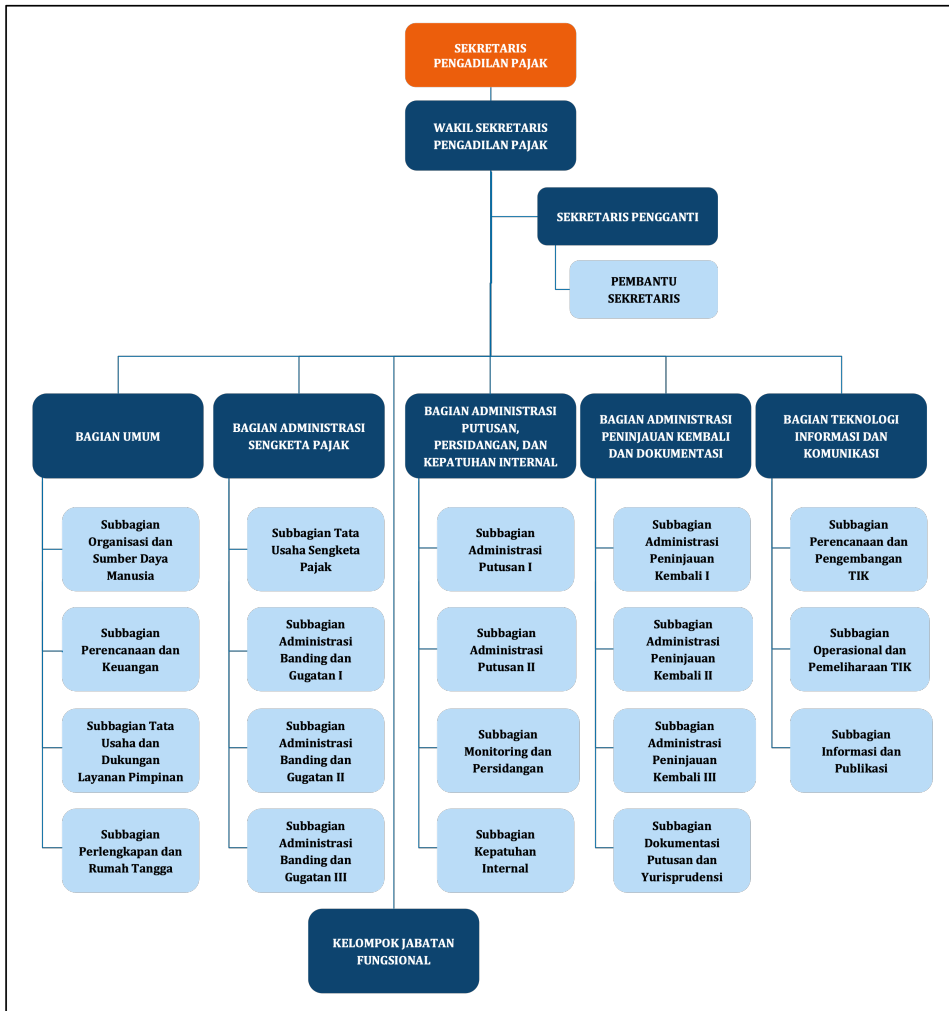 SEKRETARIS
PENGADILAN PAJAK
WAKIL SEKRETARIS
PENGADILAN PAJAK
SEKRETARIS PENGGANTI
PEMBANTU
SEKRETARIS
BAGIAN UMUM
BAGIAN ADMINISTRASI
SENGKETA PAJAK
BAGIAN ADMINISTRASI
PUTUSAN,
PERSIDANGAN, DAN
KEPATUHAN INTERNAL
BAGIAN ADMINISTRASI
PENINJAUAN KEMBALI
DAN DOKUMENTASI
BAGIAN TEKNOLOGI
INFORMASI DAN
KOMUNIKASI
Subbagian
Organisasi dan
Sumber Daya
Manusia
Subbagian Tata
Usaha Sengketa
Pajak
Subbagian
Administrasi
Putusan I
Subbagian
Administrasi
Peninjauan
Kembali I
Subbagian
Perencanaan dan
Pengembangan
TIK
Subbagian
Perencanaan dan
Keuangan
Subbagian
Administrasi
Banding dan
Gugatan I
Subbagian
Administrasi
Putusan II
Subbagian
Administrasi
Peninjauan
Kembali II
Subbagian
Operasional dan
Pemeliharaan TIK
Subbagian Tata
Usaha dan
Dukungan
Layanan Pimpinan
Subbagian
Administrasi
Banding dan
Gugatan II
Subbagian
Monitoring dan
Persidangan
Subbagian
Administrasi
Peninjauan
Kembali III
Subbagian
Informasi dan
Publikasi
Subbagian
Perlengkapan dan
Rumah Tangga
Subbagian
Administrasi
Banding dan
Gugatan III
Subbagian
Kepatuhan
Internal
Subbagian
Dokumentasi
Putusan dan
Yurisprudensi
KELOMPOK JABATAN
FUNGSIONAL